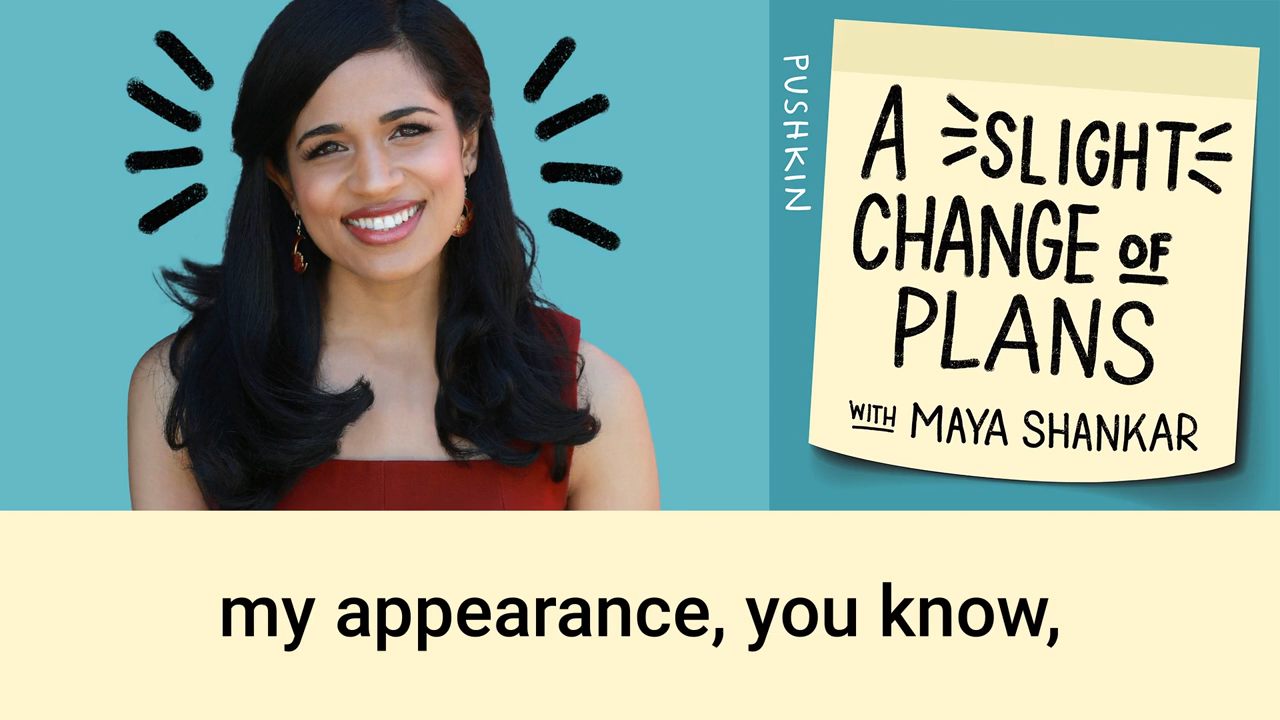 PUSHKIN
A SLIGHT
CHANGE OF
PLANS
WITH MAYA SHANKAR
my appearance, you know,